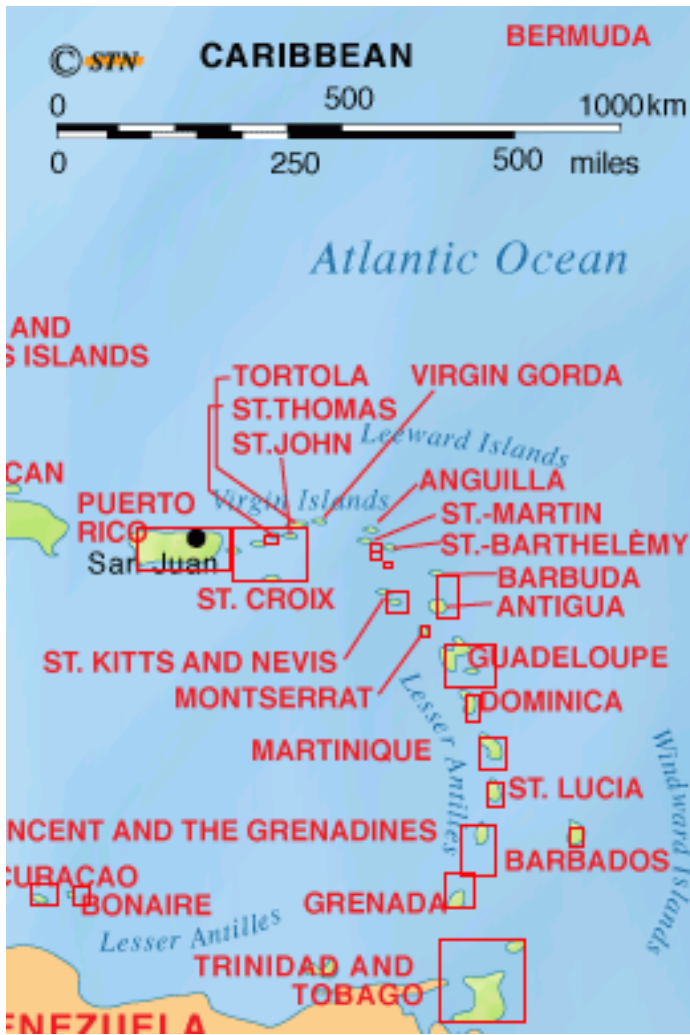 © STN
CARIBBEAN
BERMUDA
0 500 1000 km
0 250 500 miles
Atlantic Ocean
AND
S ISLANDS
TORTOLA
VIRGIN GORDA
ST.THOMAS
ST.JOHN
Leeward Islands
CAN
ANGUILLA
Virgin Islands
PUERTO
RICO
ST.-MARTIN
ST.-BARTHELÈMY
San Juan
BARBUDA
ST. CROIX
ANTIGUA
ST. KITTS AND NEVIS
GUADELOUPE
MONTSERRAT
DOMINICA
Lesser Antilles
MARTINIQUE
Windward Islands
ST. LUCIA
NCENT AND THE GRENADINES
BARBADOS
CURACAO
BONAIRE
GRENADA
Lesser Antilles
TRINIDAD AND
TOBAGO
ENEZUELA